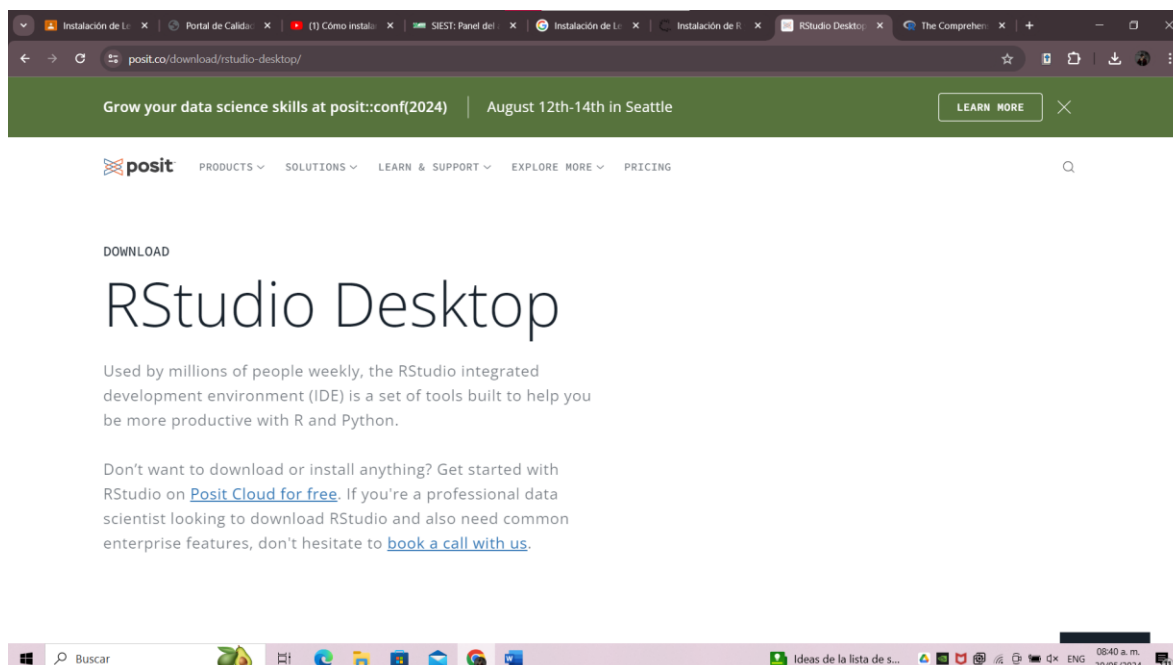 Instalación de Le
Portal de Calidad
(1) Cómo instala
SIEST: Panel del
Instalación de Le
Instalación de R
RStudio Desktop
The Comprehen
posit.co/download/rstudio-desktop/
Grow your data science skills at posit::conf(2024)
August 12th-14th in Seattle
LEARN MORE
posit
PRODUCTS
SOLUTIONS
LEARN & SUPPORT
EXPLORE MORE
PRICING
DOWNLOAD
RStudio Desktop
Used by millions of people weekly, the RStudio integrated
development environment (IDE) is a set of tools built to help you
be more productive with R and Python.
Don't want to download or install anything? Get started with
RStudio on Posit Cloud for free. If you're a professional data
scientist looking to download RStudio and also need common
enterprise features, don't hesitate to book a call with us.
Buscar
Ideas de la lista de s...
ENG
08:40 a. m.